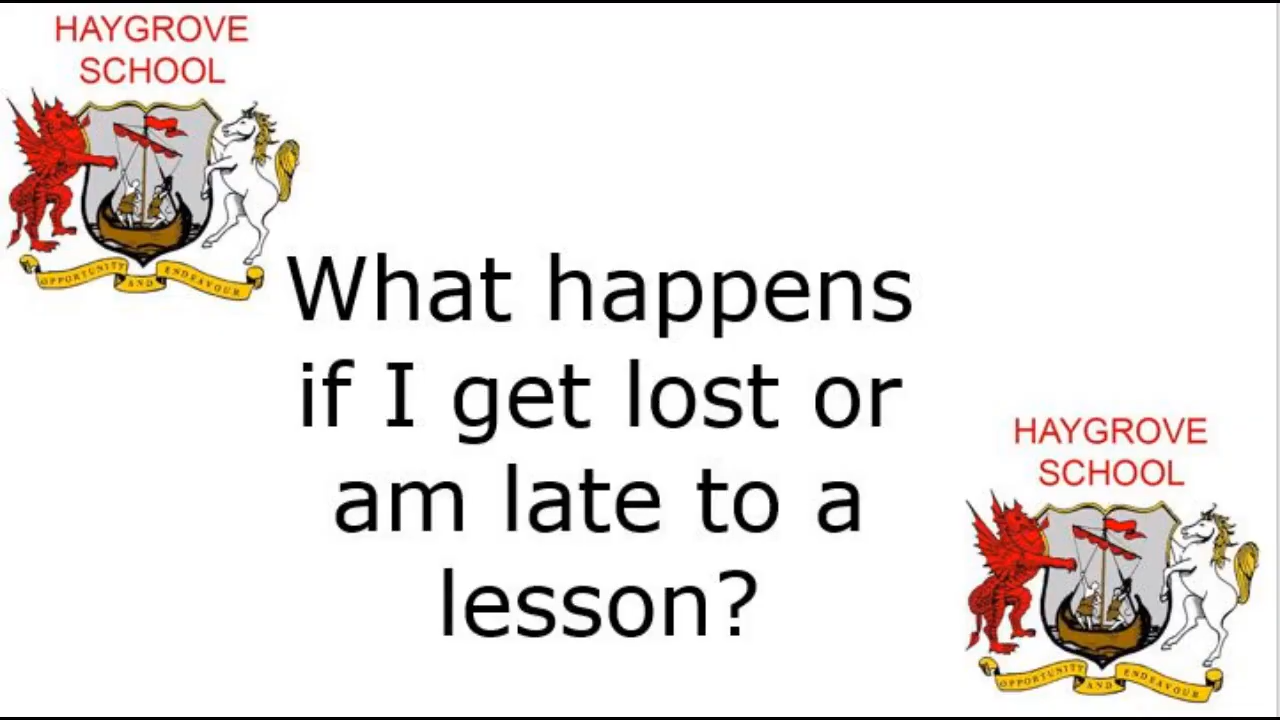 HAYGROVE
SCHOOL
OPPORTUNITY AND ENDEAVOUR
What happens
if I get lost or
am late to a
lesson?
HAYGROVE
SCHOOL
OPPORTUNITY AND ENDEAVOUR